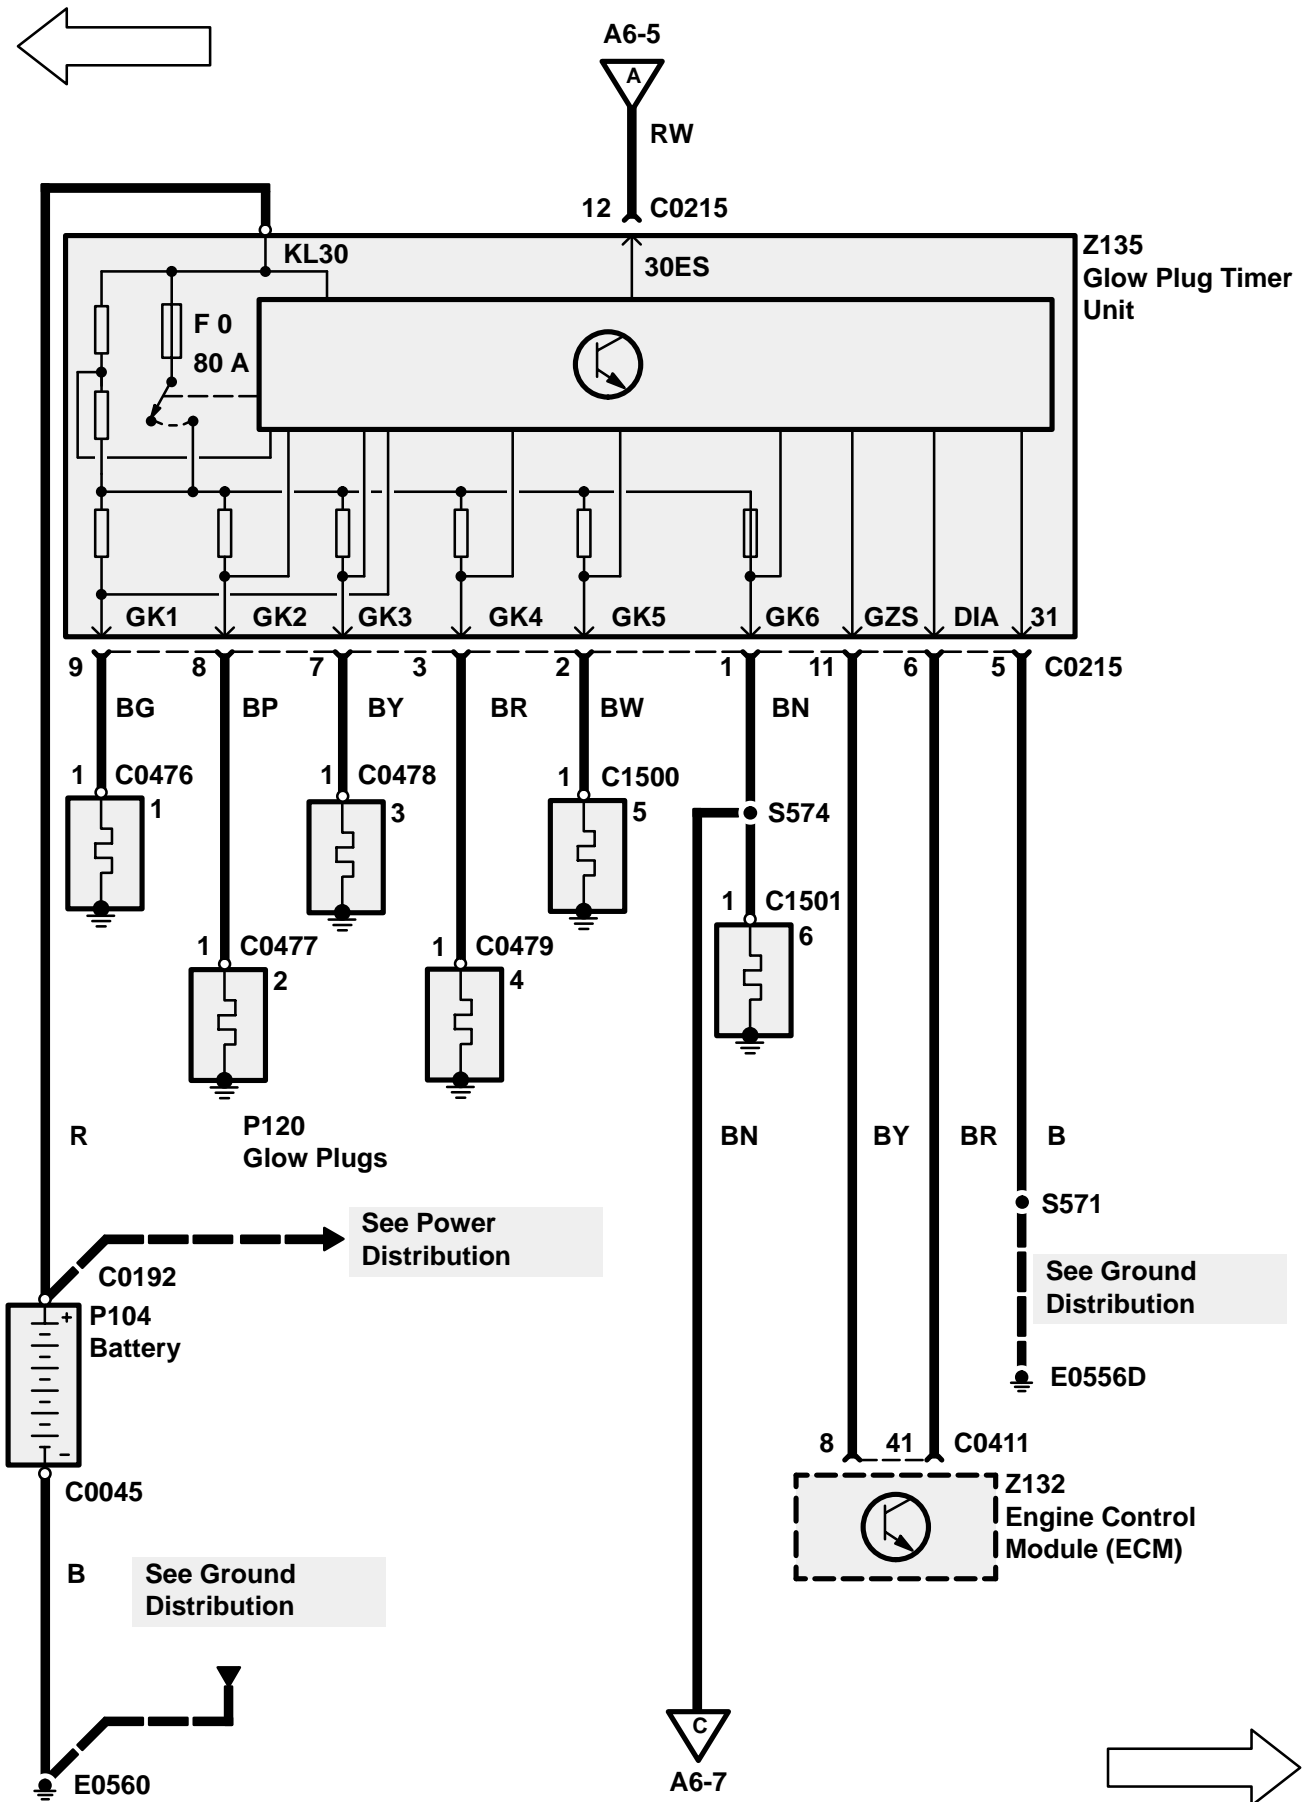 A6-5
A
RW
12 C0215
KL30
30ES
Z135
Glow Plug Timer
Unit
F 0
80 A
GK1 GK2 GK3 GK4 GK5 GK6 GZS DIA 31
9 8 7 3 2 1 11 6 5 C0215
BG BP BY BR BW BN
1 C0476
1
1 C0478
3
1 C1500
5
S574
1 C1501
6
1 C0477
2
1 C0479
4
P120
Glow Plugs
R
BN BY BR B
S571
See Power
Distribution
C0192
See Ground
Distribution
+
P104
Battery
–
E0556D
8 41 C0411
C0045
Z132
Engine Control
Module (ECM)
B
See Ground
Distribution
C
A6-7
E0560